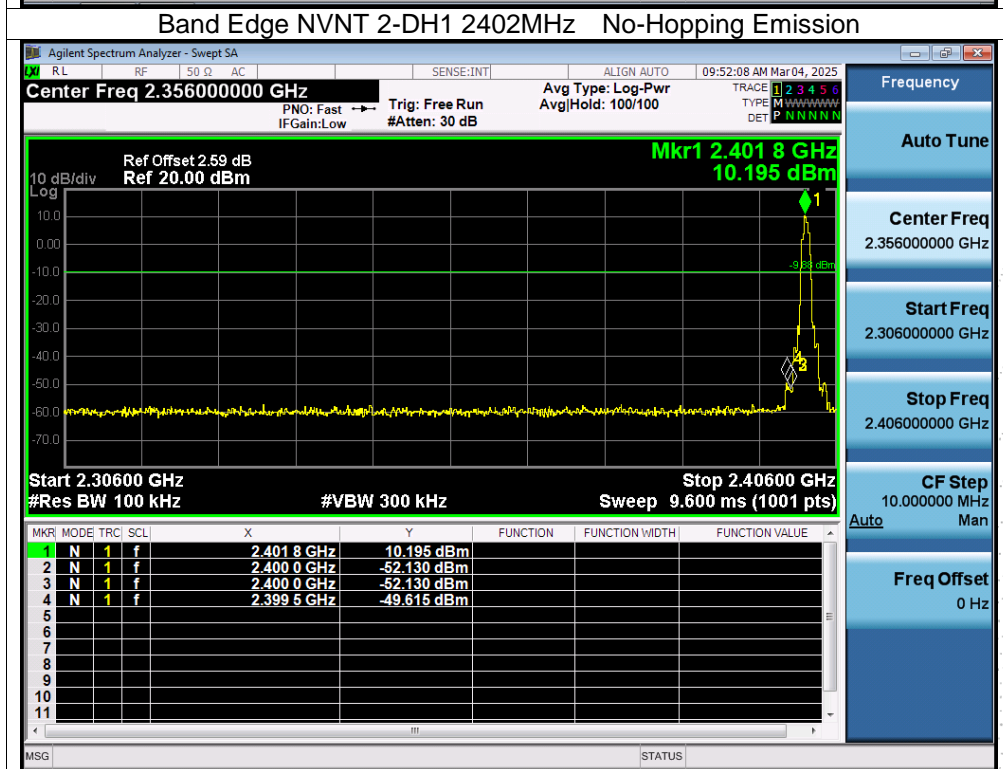 Band Edge NVNT 2-DH1 2402MHz No-Hopping Emission
Agilent Spectrum Analyzer - Swept SA
LXI RL RF 50 Ω AC SENSE:INT ALIGN AUTO 09:52:08 AM Mar 04, 2025
Center Freq 2.356000000 GHz
PNO: Fast
IFGain:Low
Trig: Free Run
#Atten: 30 dB
Avg Type: Log-Pwr
Avg|Hold: 100/100
TRACE 1 2 3 4 5 6
TYPE M WWWWW
DET P N N N N N
Ref Offset 2.59 dB
Ref 20.00 dBm
10 dB/div
Log
Mkr1 2.401 8 GHz
10.195 dBm
10.0
0.00
-10.0
-20.0
-30.0
-40.0
-50.0
-60.0
-70.0
1
-9.88 dBm
4
3
Start 2.30600 GHz Stop 2.40600 GHz
#Res BW 100 kHz #VBW 300 kHz Sweep 9.600 ms (1001 pts)
MKR MODE TRC SCL X Y FUNCTION FUNCTION WIDTH FUNCTION VALUE
1 N 1 f 2.401 8 GHz 10.195 dBm
2 N 1 f 2.400 0 GHz -52.130 dBm
3 N 1 f 2.400 0 GHz -52.130 dBm
4 N 1 f 2.399 5 GHz -49.615 dBm
5
6
7
8
9
10
11
MSG STATUS
Frequency
Auto Tune
Center Freq
2.356000000 GHz
Start Freq
2.306000000 GHz
Stop Freq
2.406000000 GHz
CF Step
10.000000 MHz
Auto Man
Freq Offset
0 Hz